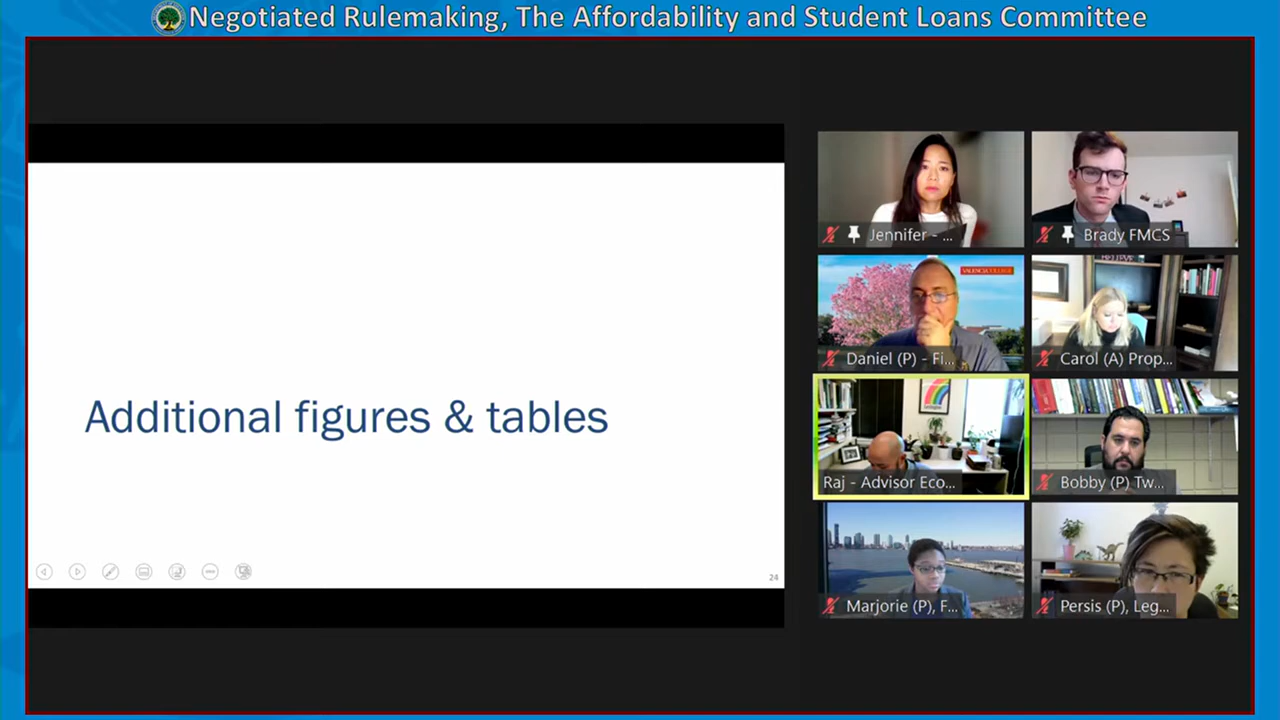 Negotiated Rulemaking, The Affordability and Student Loans Committee
Additional figures & tables
24
Jennifer - ...
Brady FMCS
VALENCIACOLLEGE
Daniel (P) - Fi...
Carol (A) Prop...
Raj - Advisor Eco...
Bobby (P) Tw...
Marjorie (P), F...
Persis (P), Leg...